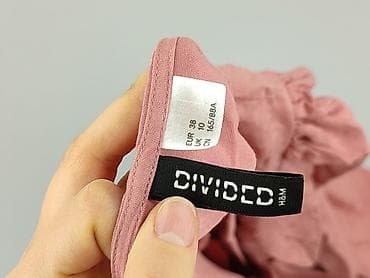 EUR 38
UK 10
CN 165/88A
DIVIDED
H&M